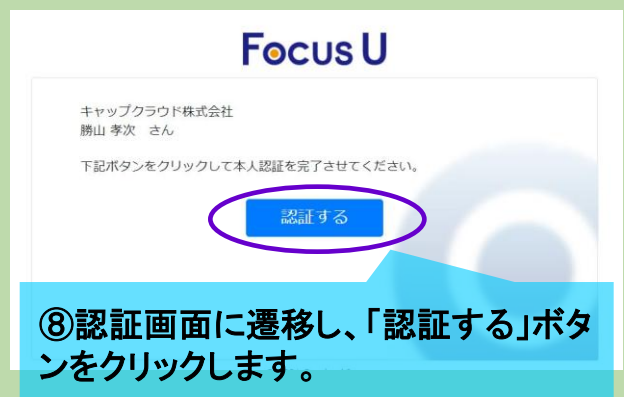 Focus U
キャップクラウド株式会社
勝山 孝次 さん
下記ボタンをクリックして本人認証を完了させてください。
認証する
⑧認証画面に遷移し、「認証する」ボタ
ンをクリックします。